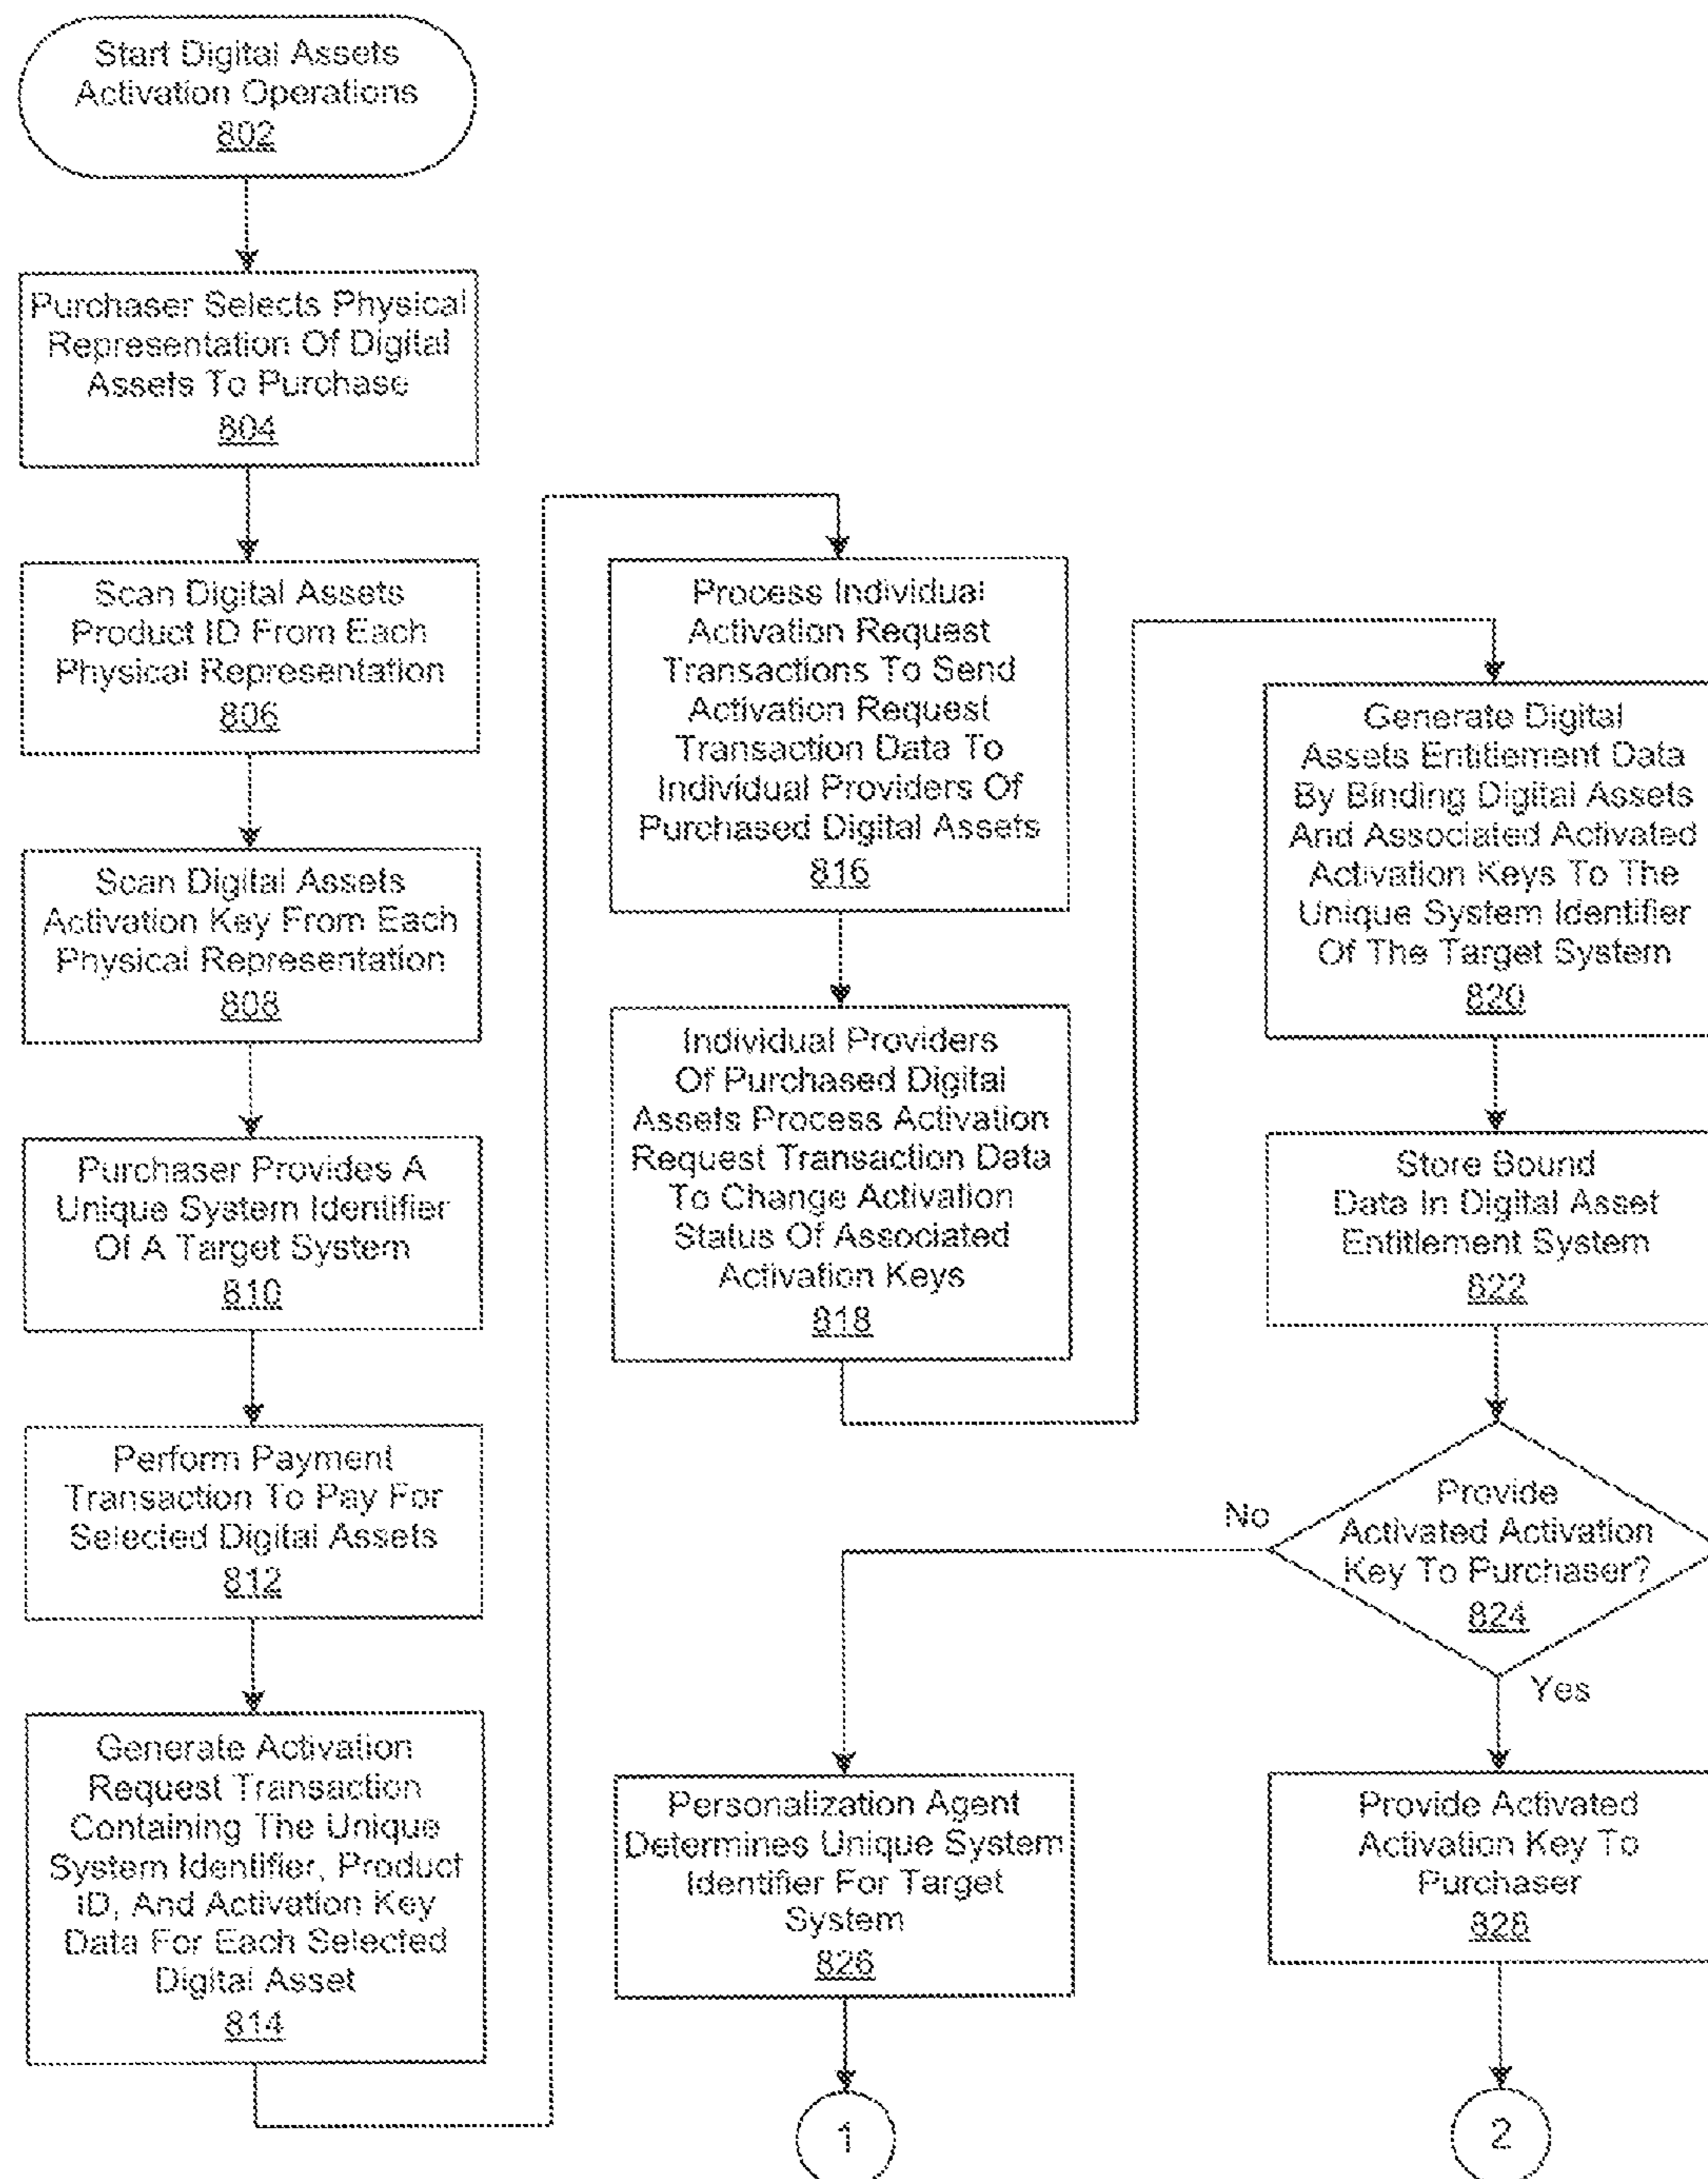 Start Digital Assets
Activation Operations
802
Purchaser Selects Physical
Representation Of Digital
Assets To Purchase
804
Scan Digital Assets
Product ID From Each
Physical Representation
806
Scan Digital Assets
Activation Key From Each
Physical Representation
808
Purchaser Provides A
Unique System Identifier
Of A Target System
810
Perform Payment
Transaction To Pay For
Selected Digital Assets
812
Generate Activation
Request Transaction
Containing The Unique
System Identifier, Product
ID, And Activation Key
Data For Each Selected
Digital Asset
814
Process Individual
Activation Request
Transactions To Send
Activation Request
Transaction Data To
Individual Providers Of
Purchased Digital Assets
816
Individual Providers
Of Purchased Digital
Assets Process Activation
Request Transaction Data
To Change Activation
Status Of Associated
Activation Keys
818
Generate Digital
Assets Entitlement Data
By Binding Digital Assets
And Associated Activated
Activation Keys To The
Unique System Identifier
Of The Target System
820
Store Bound
Data In Digital Asset
Entitlement System
822
Provide
Activated Activation
Key To Purchaser?
824
No
Yes
Personalization Agent
Determines Unique System
Identifier For Target
System
826
Provide Activated
Activation Key To
Purchaser
828
1
2